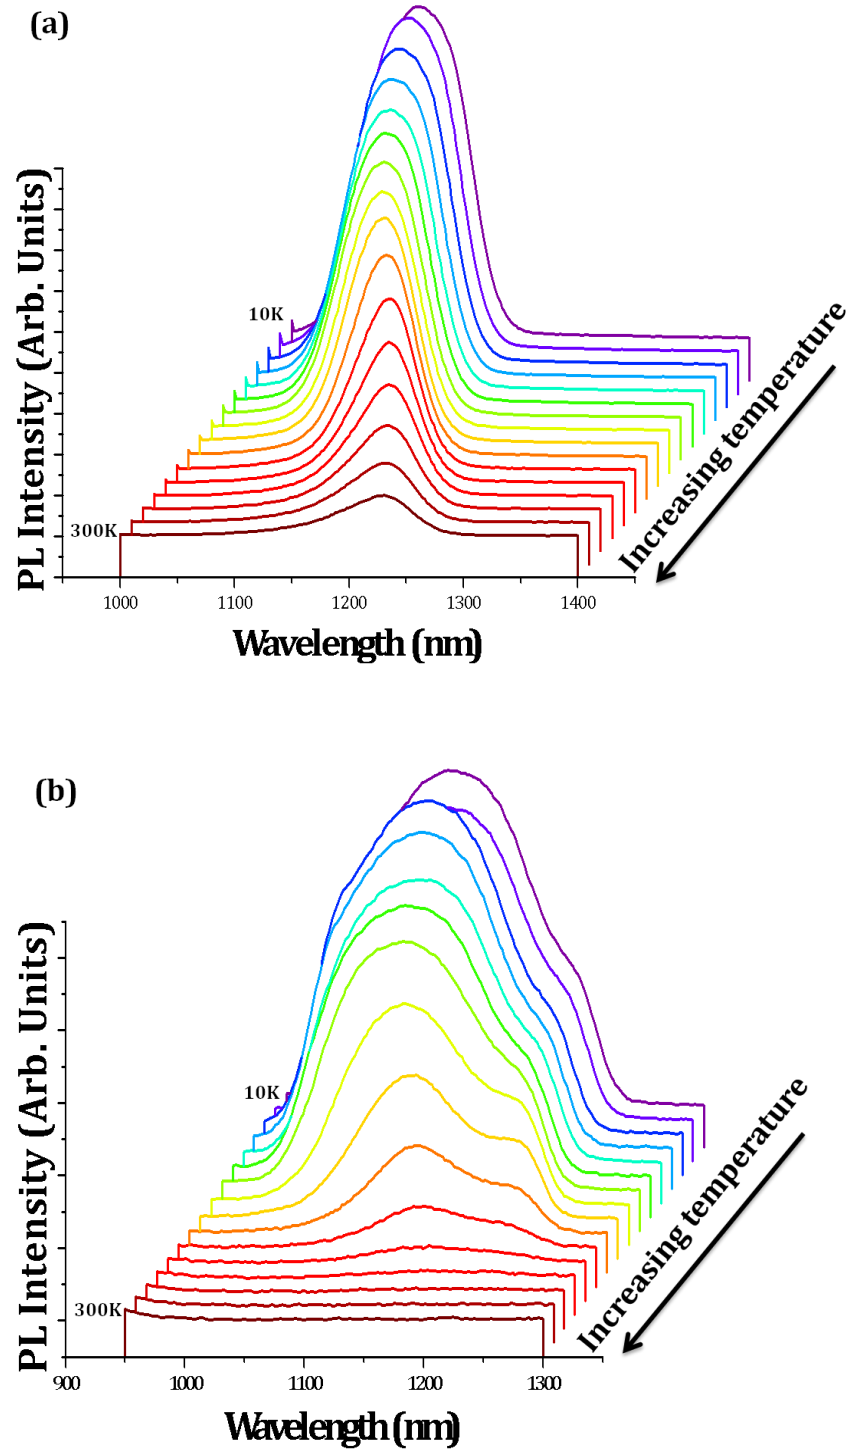 (a)
PL Intensity (Arb. Units)
10K
300K
Increasing temperature
1000 1100 1200 1300 1400
Wavelength (nm)
(b)
PL Intensity (Arb. Units)
10K
300K
Increasing temperature
900 1000 1100 1200 1300
Wavelength (nm)